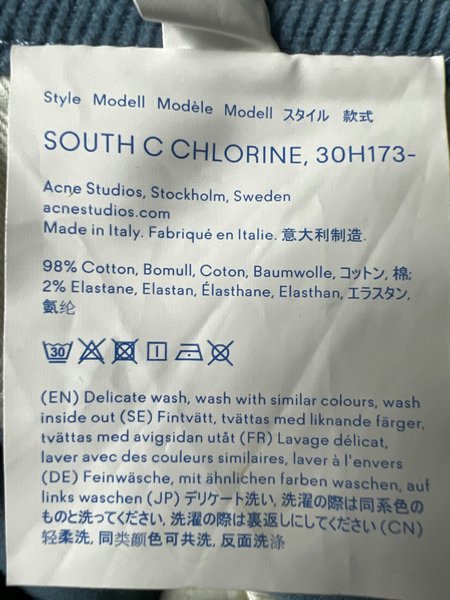 Style Modell Modèle Modell スタイル 款式
SOUTH C CHLORINE, 30H173-
Acne Studios, Stockholm, Sweden
acnestudios.com
Made in Italy. Fabriqué en Italie. 意大利制造.
98% Cotton, Bomull, Coton, Baumwolle, コットン, 棉;
2% Elastane, Elastan, Élasthane, Elasthan, エラスタン,
氨纶
30
(EN) Delicate wash, wash with similar colours, wash
inside out (SE) Fintvätt, tvättas med liknande färger,
tvättas med avigsidan utåt (FR) Lavage délicat,
laver avec des couleurs similaires, laver à l'envers
(DE) Feinwäsche, mit ähnlichen farben waschen, auf
links waschen (JP) デリケート洗い, 洗濯の際は同系色の
ものと洗ってください, 洗濯の際は裏返しにしてください (CN)
轻柔洗, 同类颜色可共洗, 反面洗涤